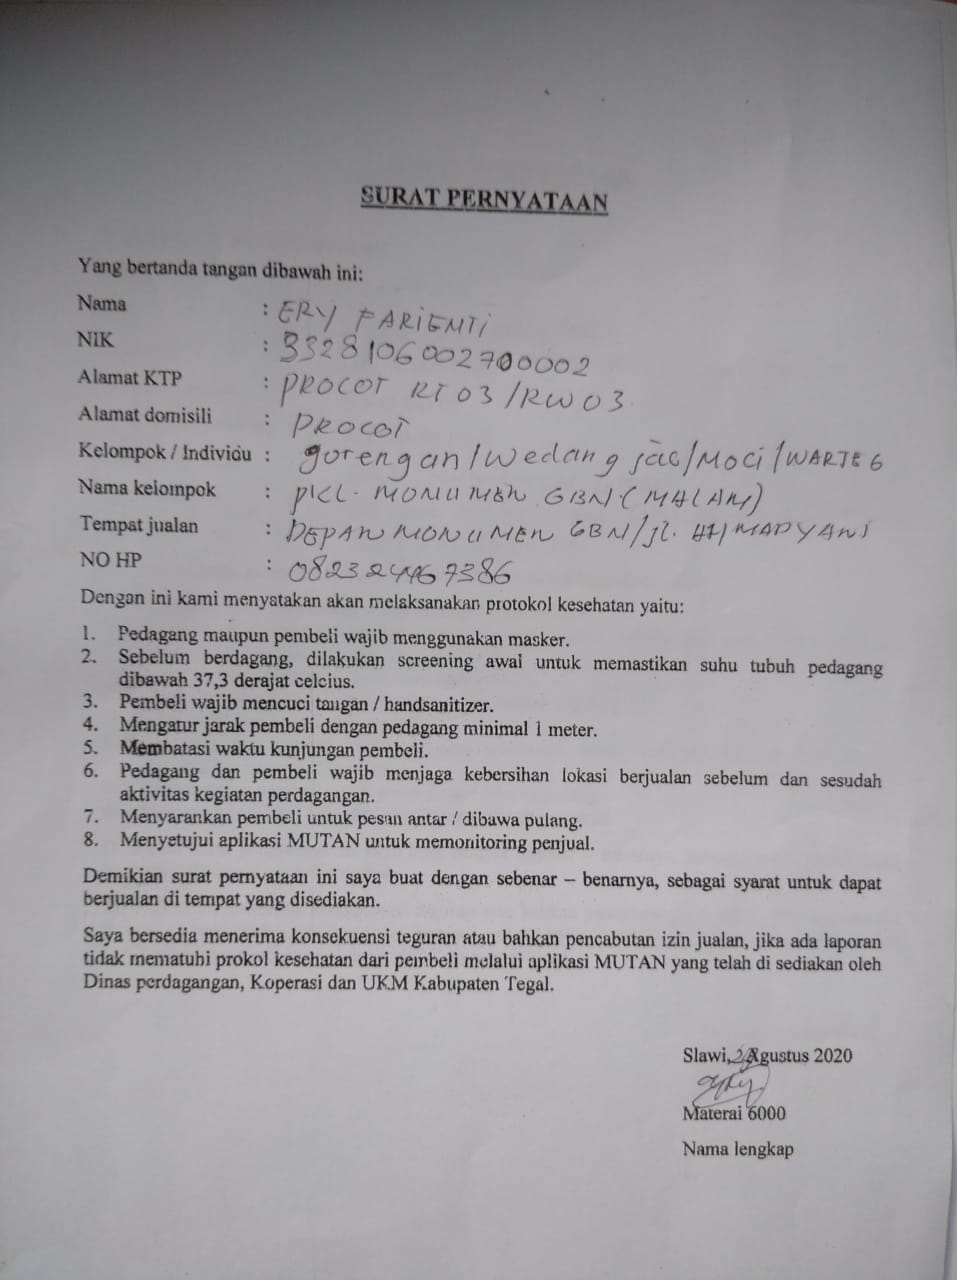 SURAT PERNYATAAN
Yang bertanda tangan dibawah ini:
Nama : ERY PARIENTI
NIK : 3328106002700002
Alamat KTP : PROCOT RT 03/RW 03
Alamat domisili : PROCOT
Kelompok / Individu : gorengan/wedang jae/Moci/WARTEG
Nama kelompok : PKL. MONUMEN GBN (MALAM)
Tempat jualan : DEPAN MONUMEN GBN/jl.
NO HP :
Dengan ini kami menyatakan akan melaksanakan protokol kesehatan yaitu:
1. Pedagang maupun pembeli wajib menggunakan masker.
2. Sebelum berdagang, dilakukan screening awal untuk memastikan suhu tubuh pedagang
dibawah 37,3 derajat celcius.
3. Pembeli wajib mencuci tangan / handsanitizer.
4. Mengatur jarak pembeli dengan pedagang minimal 1 meter.
5. Membatasi waktu kunjungan pembeli.
6. Pedagang dan pembeli wajib menjaga kebersihan lokasi berjualan sebelum dan sesudah
aktivitas kegiatan perdagangan.
7. Menyarankan pembeli untuk pesan antar / dibawa pulang.
8. Menyetujui aplikasi MUTAN untuk memonitoring penjual.
Demikian surat pernyataan ini saya buat dengan sebenar – benarnya, sebagai syarat untuk dapat
berjualan di tempat yang disediakan.
Saya bersedia menerima konsekuensi teguran atau bahkan pencabutan izin jualan, jika ada laporan
tidak mematuhi prokol kesehatan dari pembeli melalui aplikasi MUTAN yang telah di sediakan oleh
Dinas perdagangan, Koperasi dan UKM Kabupaten Tegal.
Slawi, Agustus 2020
Materai 6000
Nama lengkap